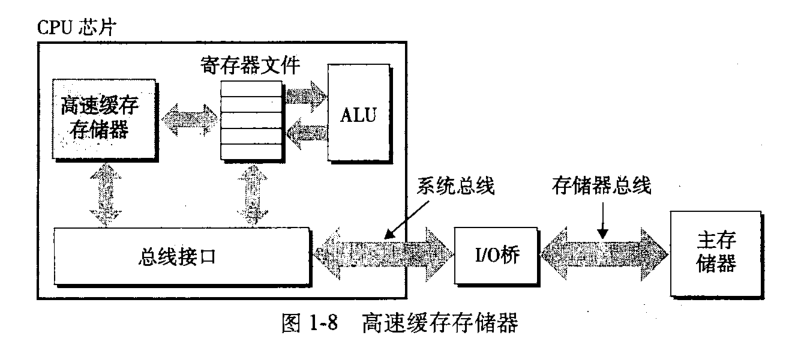 CPU 芯片
寄存器文件
高速缓存
存储器
ALU
系统总线
存储器总线
总线接口
I/O桥
主存
储器
图 1-8 高速缓存存储器